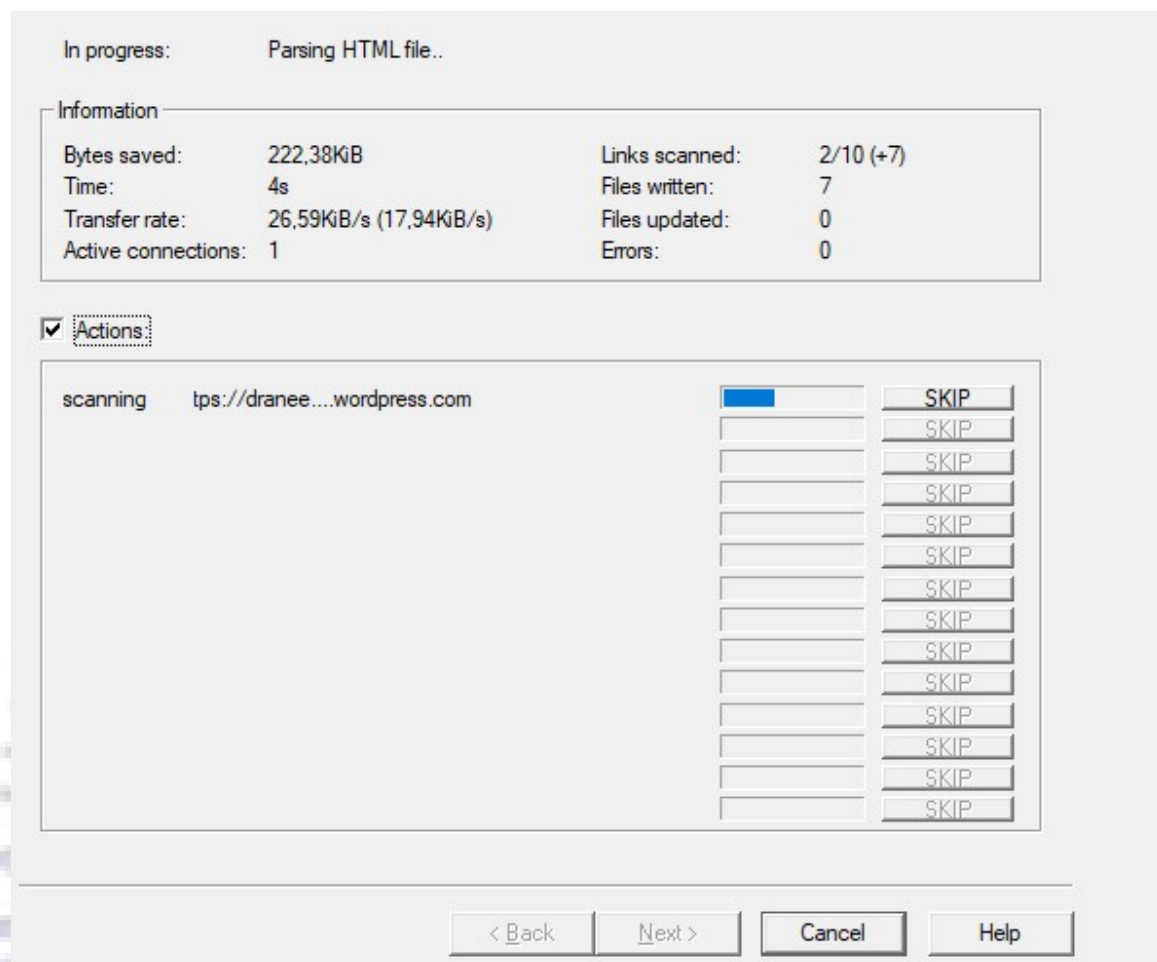 In progress: Parsing HTML file..
Information
Bytes saved: 222,38KiB Links scanned: 2/10 (+7)
Time: 4s Files written: 7
Transfer rate: 26,59KiB/s (17,94KiB/s) Files updated: 0
Active connections: 1 Errors: 0
Actions:
scanning tps://dranee....wordpress.com SKIP
SKIP
SKIP
SKIP
SKIP
SKIP
SKIP
SKIP
SKIP
SKIP
SKIP
SKIP
SKIP
SKIP
< Back Next > Cancel Help